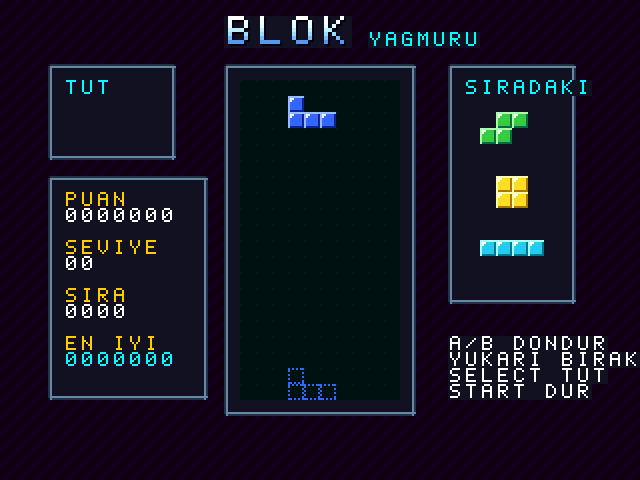 BLOK YAGMURU
TUT
SIRADAKI
PUAN
0000000
SEVIYE
00
SIRA
0000
EN IYI
0000000
A/B DONDUR
YUKARI BIRAK
SELECT TUT
START DUR